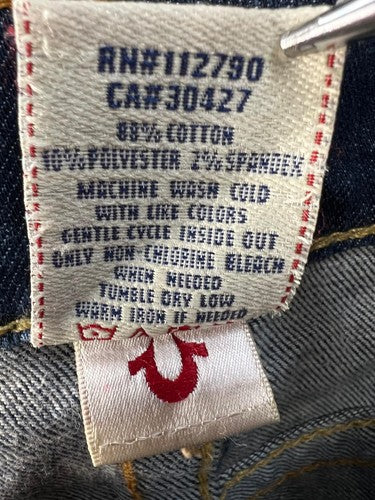 RN#112790
CA#30427
88% COTTON
10% POLYESTER 2% SPANDEX
MACHINE WASH COLD
WITH LIKE COLORS
GENTLE CYCLE INSIDE OUT
ONLY NON CHLORINE BLEACH
WHEN NEEDED
TUMBLE DRY LOW
WARM IRON IF NEEDED